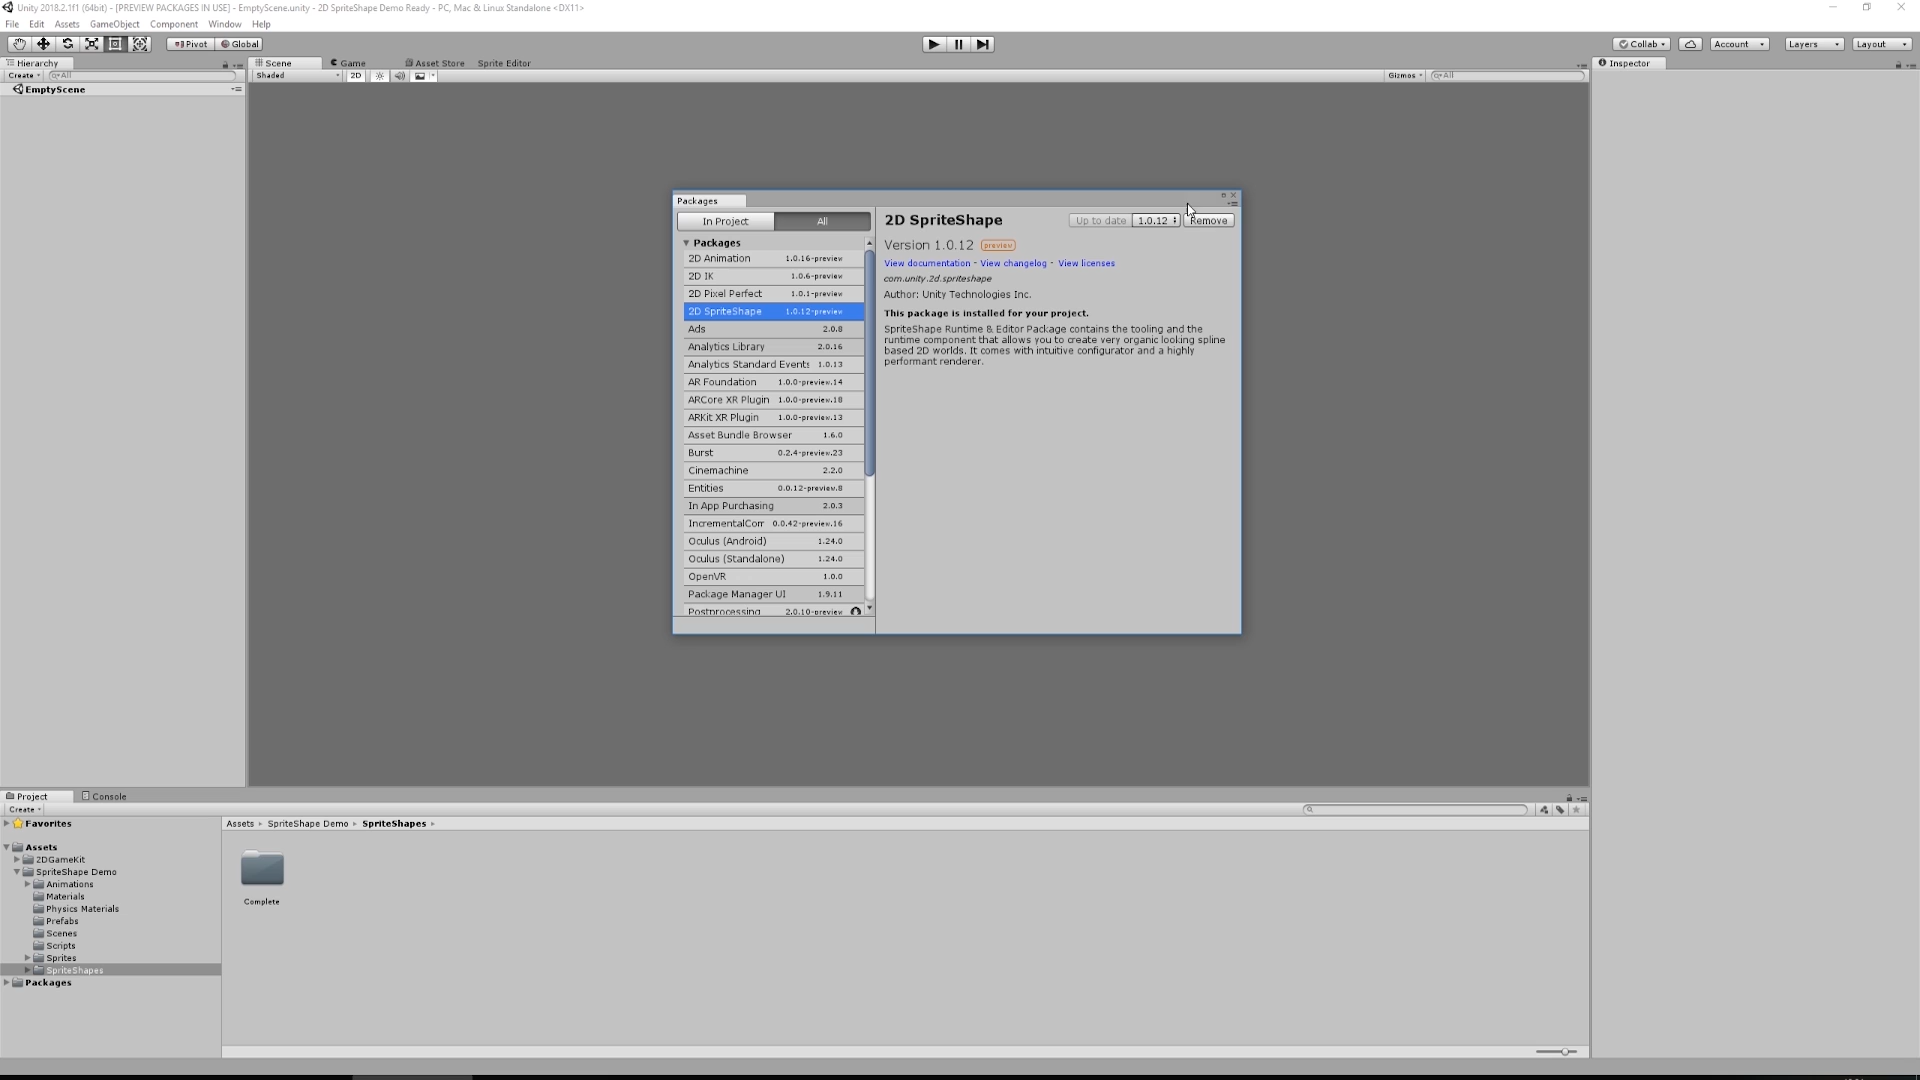 Unity 2018.2.1f1 (64bit) - [PREVIEW PACKAGES IN USE] - EmptyScene.unity - 2D SpriteShape Demo Ready - PC, Mac & Linux Standalone <DX11>
File Edit Assets GameObject Component Window Help
Pivot Global Collab Account Layers Layout
Hierarchy Scene Game Asset Store Sprite Editor Inspector
Create All Shaded 2D Gizmos All
EmptyScene
Packages
In Project All
Packages
2D Animation 1.0.16-preview
2D IK 1.0.6-preview
2D Pixel Perfect 1.0.1-preview
2D SpriteShape 1.0.12-preview
Ads 2.0.8
Analytics Library 2.0.16
Analytics Standard Events 1.0.13
AR Foundation 1.0.0-preview.14
ARCore XR Plugin 1.0.0-preview.18
ARKit XR Plugin 1.0.0-preview.13
Asset Bundle Browser 1.6.0
Burst 0.2.4-preview.23
Cinemachine 2.2.0
Entities 0.0.12-preview.8
In App Purchasing 2.0.3
IncrementalCom 0.0.42-preview.16
Oculus (Android) 1.24.0
Oculus (Standalone) 1.24.0
OpenVR 1.0.0
Package Manager UI 1.9.11
Postprocessing 2.0.10-preview
2D SpriteShape Up to date 1.0.12 Remove
Version 1.0.12 preview
View documentation - View changelog - View licenses
com.unity.2d.spriteshape
Author: Unity Technologies Inc.
This package is installed for your project.
SpriteShape Runtime & Editor Package contains the tooling and the
runtime component that allows you to create very organic looking spline
based 2D worlds. It comes with intuitive configurator and a highly
performant renderer.
Project Console
Create
Favorites
Assets
2DGameKit
SpriteShape Demo
Animations
Materials
Physics Materials
Prefabs
Scenes
Scripts
Sprites
SpriteShapes
Packages
Assets SpriteShape Demo SpriteShapes
Complete